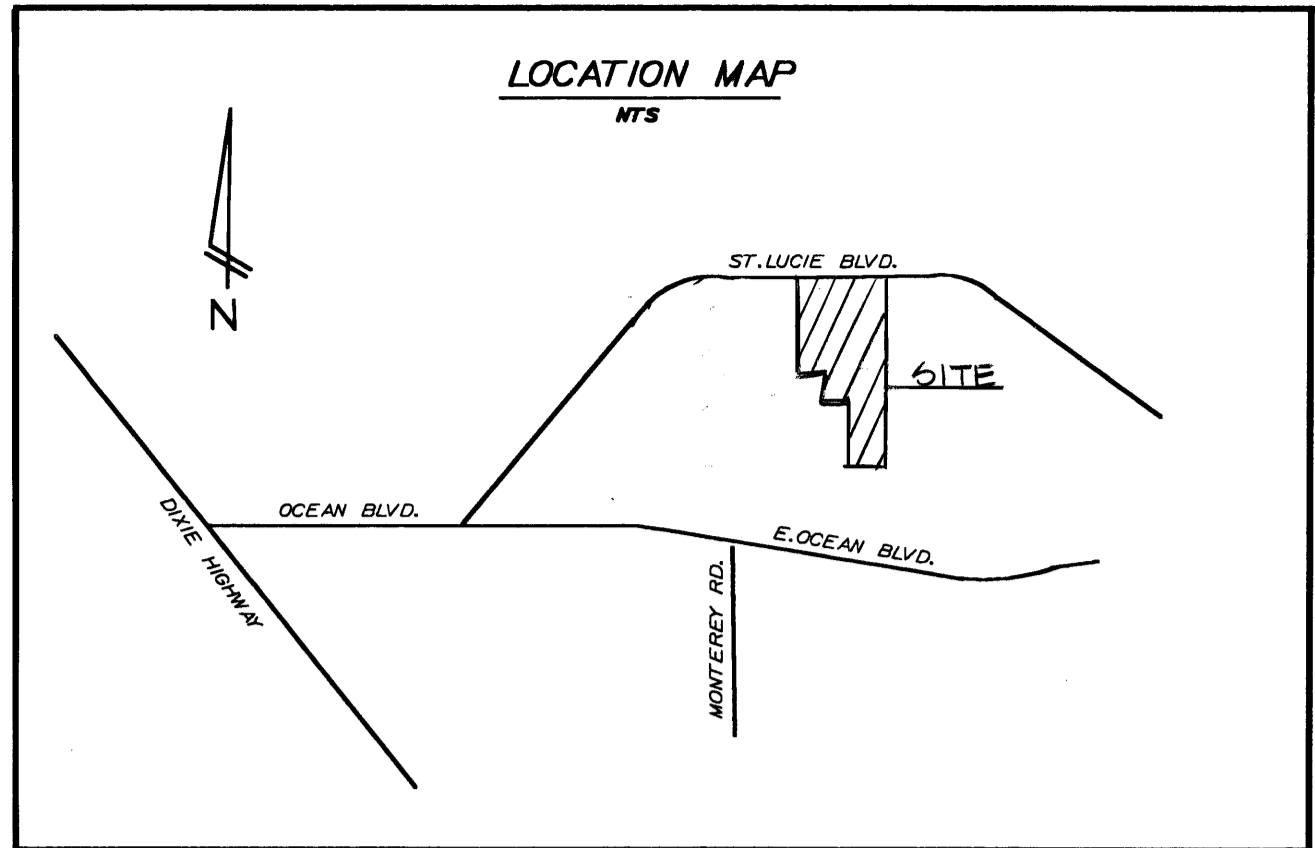 LOCATION MAP
NTS
N
ST. LUCIE BLVD.
SITE
OCEAN BLVD.
DIXIE HIGHWAY
E. OCEAN BLVD.
MONTEREY RD.